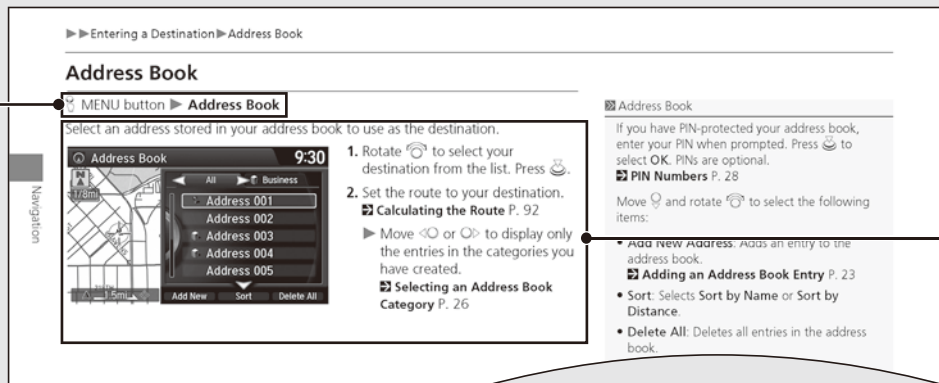 ▶▶Entering a Destination▶Address Book
Address Book
MENU button ▶ Address Book
Select an address stored in your address book to use as the destination.
Address Book 9:30
N
1/8mi
All Business
Address 001
Address 002
Address 003
Address 004
Address 005
1.5mi
Add New Sort Delete All
1. Rotate to select your
destination from the list. Press .
2. Set the route to your destination.
Calculating the Route P. 92
▶ Move or to display only
the entries in the categories you
have created.
Selecting an Address Book
Category P. 26
Address Book
If you have PIN-protected your address book,
enter your PIN when prompted. Press to
select OK. PINs are optional.
PIN Numbers P. 28
Move and rotate to select the following
items:
• Add New Address: Adds an entry to the
address book.
Adding an Address Book Entry P. 23
• Sort: Selects Sort by Name or Sort by
Distance.
• Delete All: Deletes all entries in the address
book.
Navigation